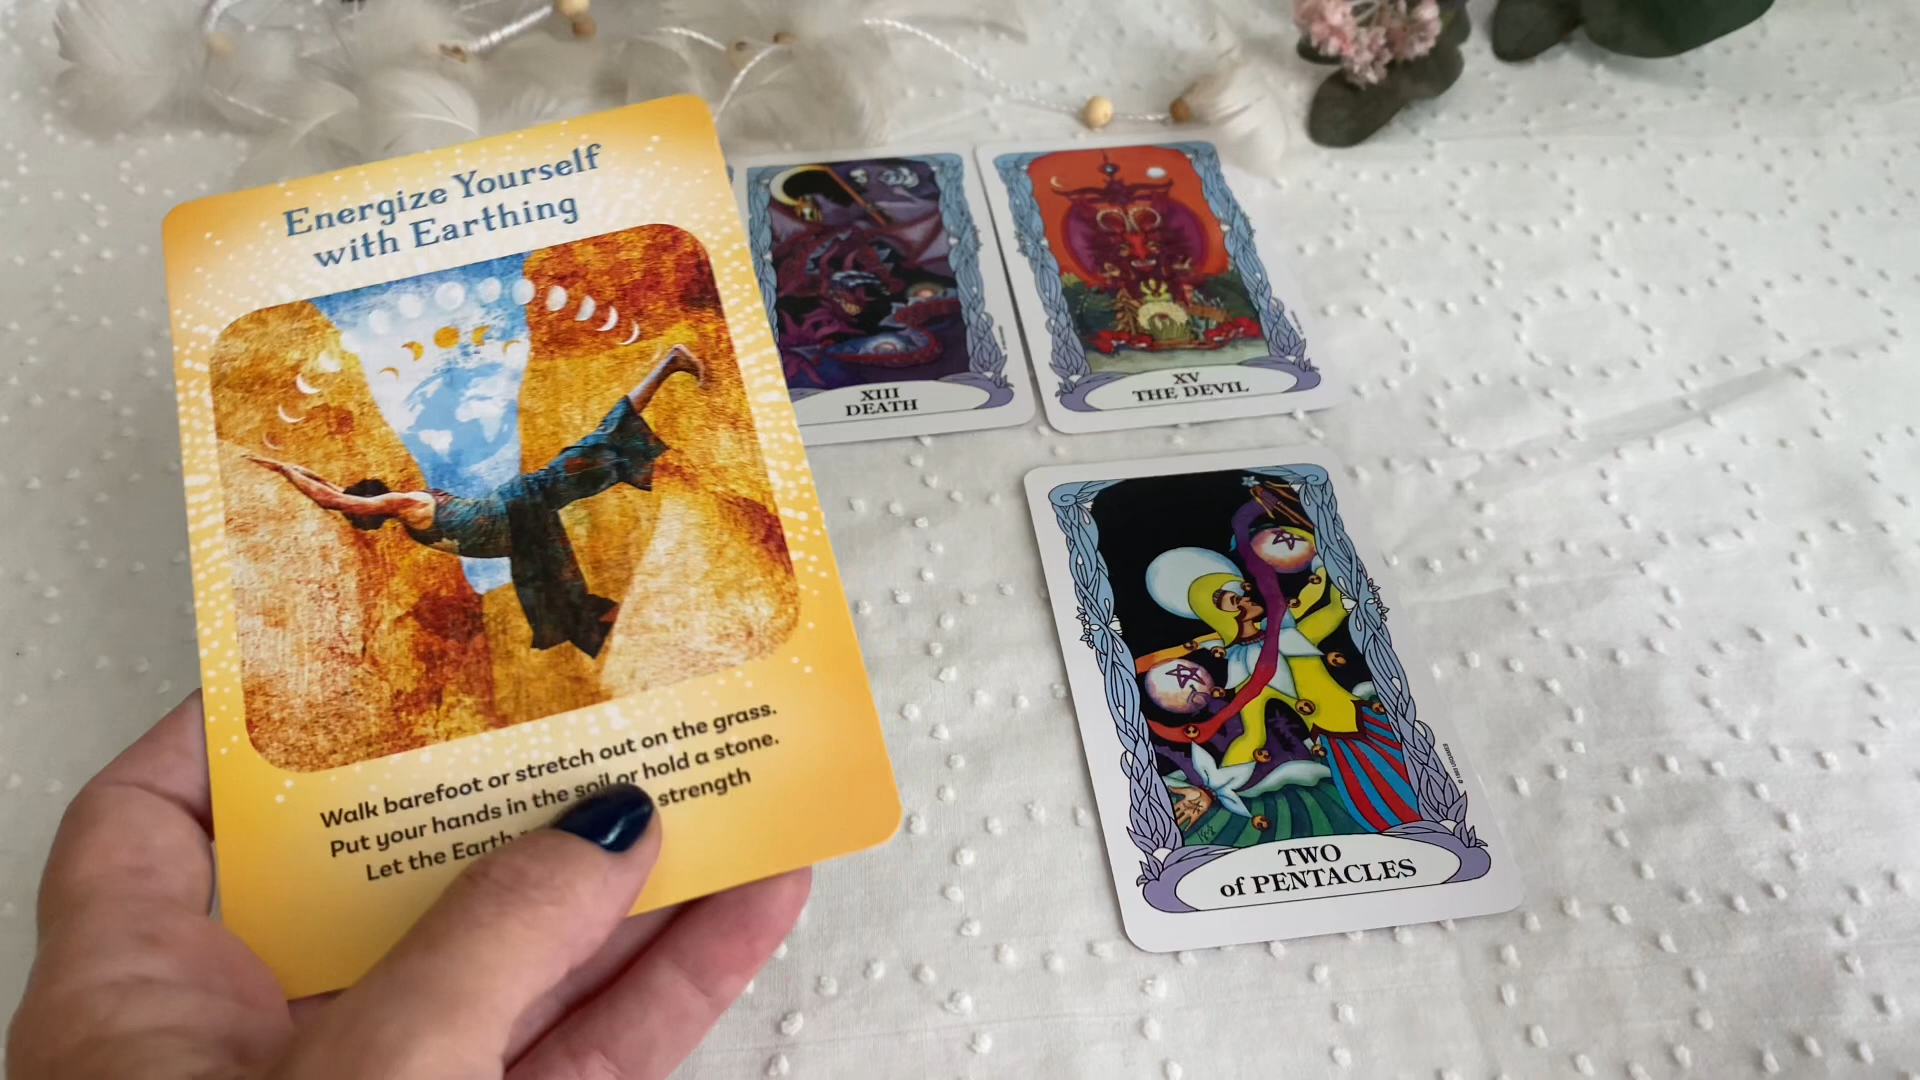 Energize Yourself
with Earthing
Walk barefoot or stretch out on the grass.
Put your hands in the soil or hold a stone.
Let the Earth strength
XIII
DEATH
XV
THE DEVIL
TWO
of PENTACLES